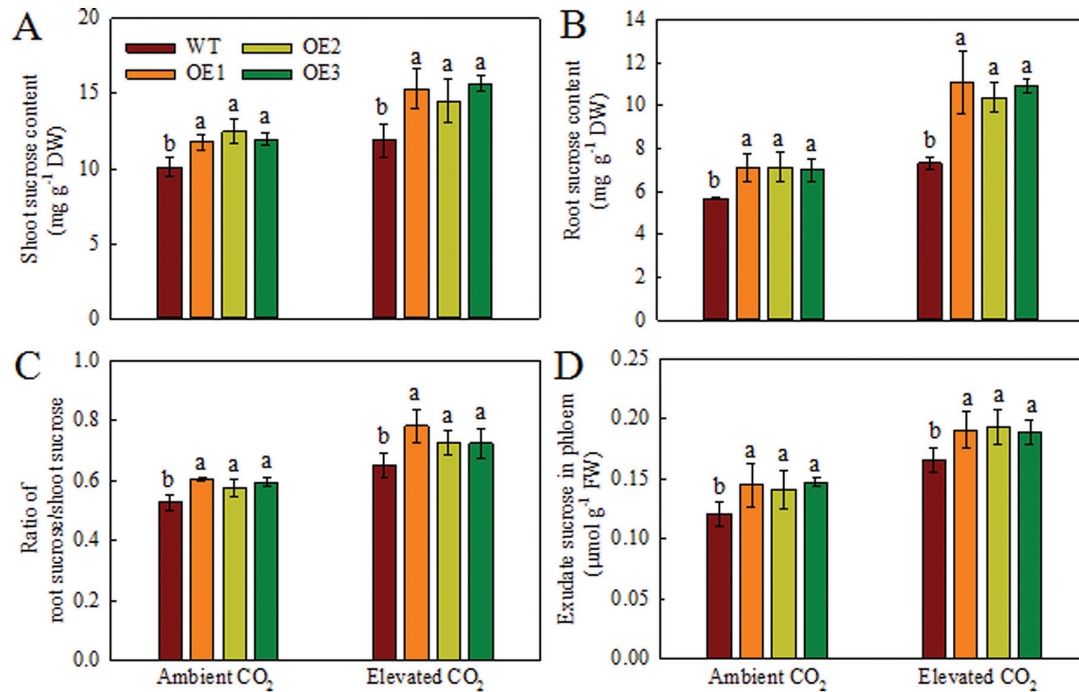 A
20
15
10
5
0
Shoot sucrose content
(mg g⁻¹ DW)
WT
OE2
OE1
OE3
b
a
a
a
b
a
a
a
B
14
12
10
8
6
4
2
0
Root sucrose content
(mg g⁻¹ DW)
b
a
a
a
b
a
a
a
C
1.0
0.8
0.6
0.4
0.2
0.0
Ratio of
root sucrose/shoot sucrose
b
a
a
a
b
a
a
a
Ambient CO₂
Elevated CO₂
D
0.25
0.20
0.15
0.10
0.05
0.00
Exudate sucrose in phloem
(μmol g⁻¹ FW)
b
a
a
a
b
a
a
a
Ambient CO₂
Elevated CO₂